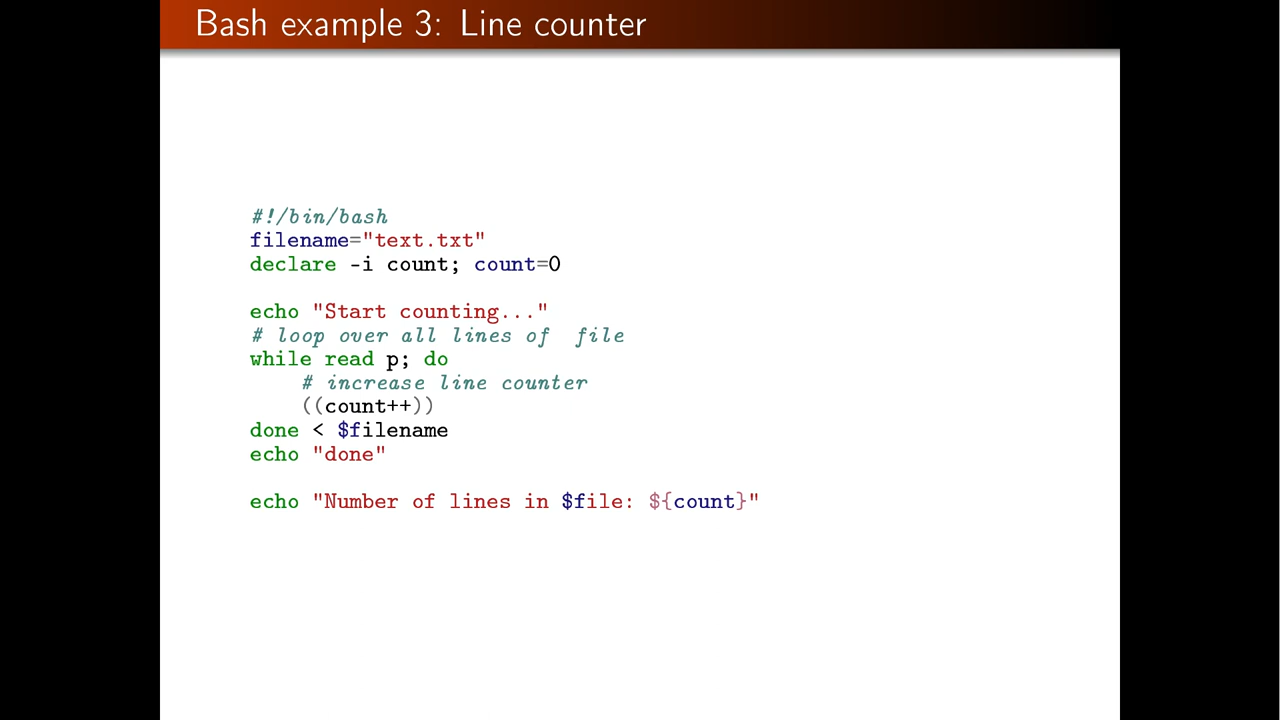 Bash example 3: Line counter
#!/bin/bash
filename="text.txt"
declare -i count; count=0
echo "Start counting..."
# loop over all lines of  file
while read p; do
    # increase line counter
    ((count++))
done < $filename
echo "done"
echo "Number of lines in $file: ${count}"